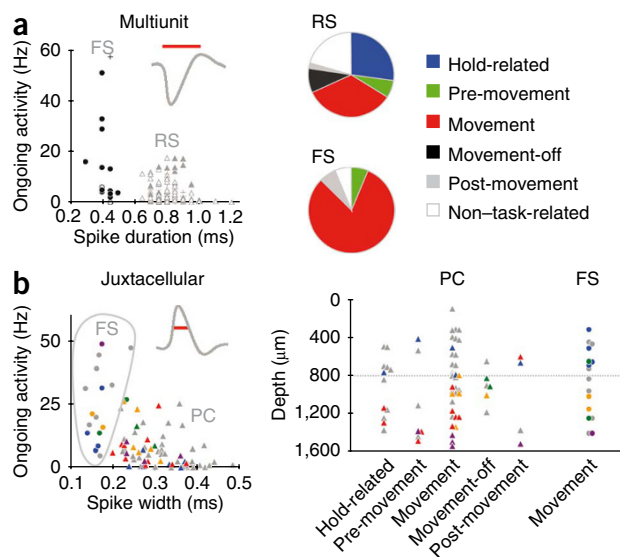 a
Multiunit
FS
RS
Ongoing activity (Hz)
60
40
20
0
0.2 0.4 0.6 0.8 1.0 1.2
Spike duration (ms)
RS
FS
Hold-related
Pre-movement
Movement
Movement-off
Post-movement
Non–task-related
b
Juxtacellular
FS
PC
Ongoing activity (Hz)
50
25
0
0.1 0.2 0.3 0.4 0.5
Spike width (ms)
PC
FS
Depth (μm)
0
400
800
1,200
1,600
Hold-related
Pre-movement
Movement
Movement-off
Post-movement
Movement